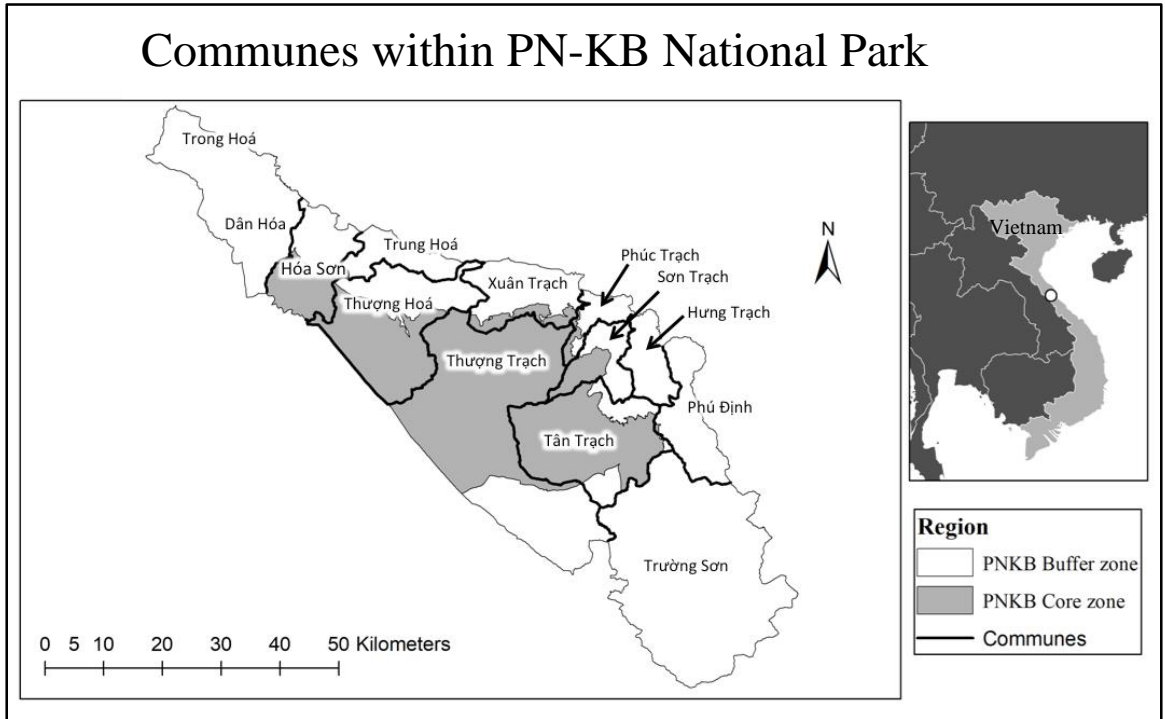 Communes within PN-KB National Park
Trong Hoá
Dân Hóa
Hóa Sơn
Trung Hoá
Thượng Hoá
Xuân Trạch
Phúc Trạch
Sơn Trạch
Hưng Trạch
Thượng Trạch
Phú Định
Tân Trạch
Trường Sơn
N
0 5 10 20 30 40 50 Kilometers
Vietnam
Region
PNKB Buffer zone
PNKB Core zone
Communes